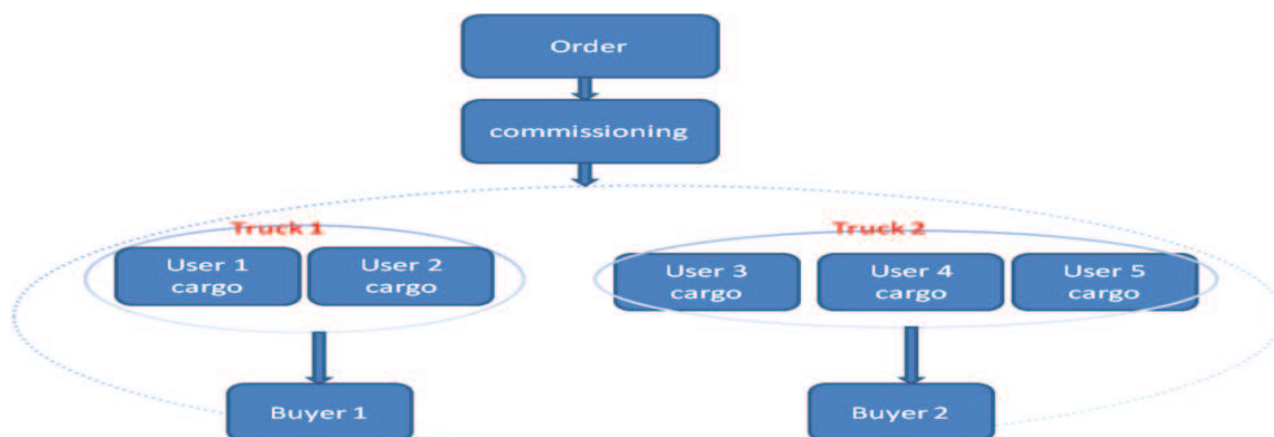 Order
commissioning
Truck 1
Truck 2
User 1
cargo
User 2
cargo
User 3
cargo
User 4
cargo
User 5
cargo
Buyer 1
Buyer 2